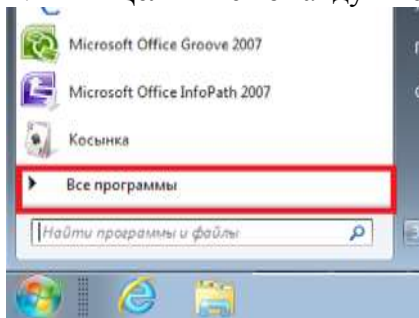 Microsoft Office Groove 2007
Microsoft Office InfoPath 2007
Косынка
Все программы
Найти программы и файлы